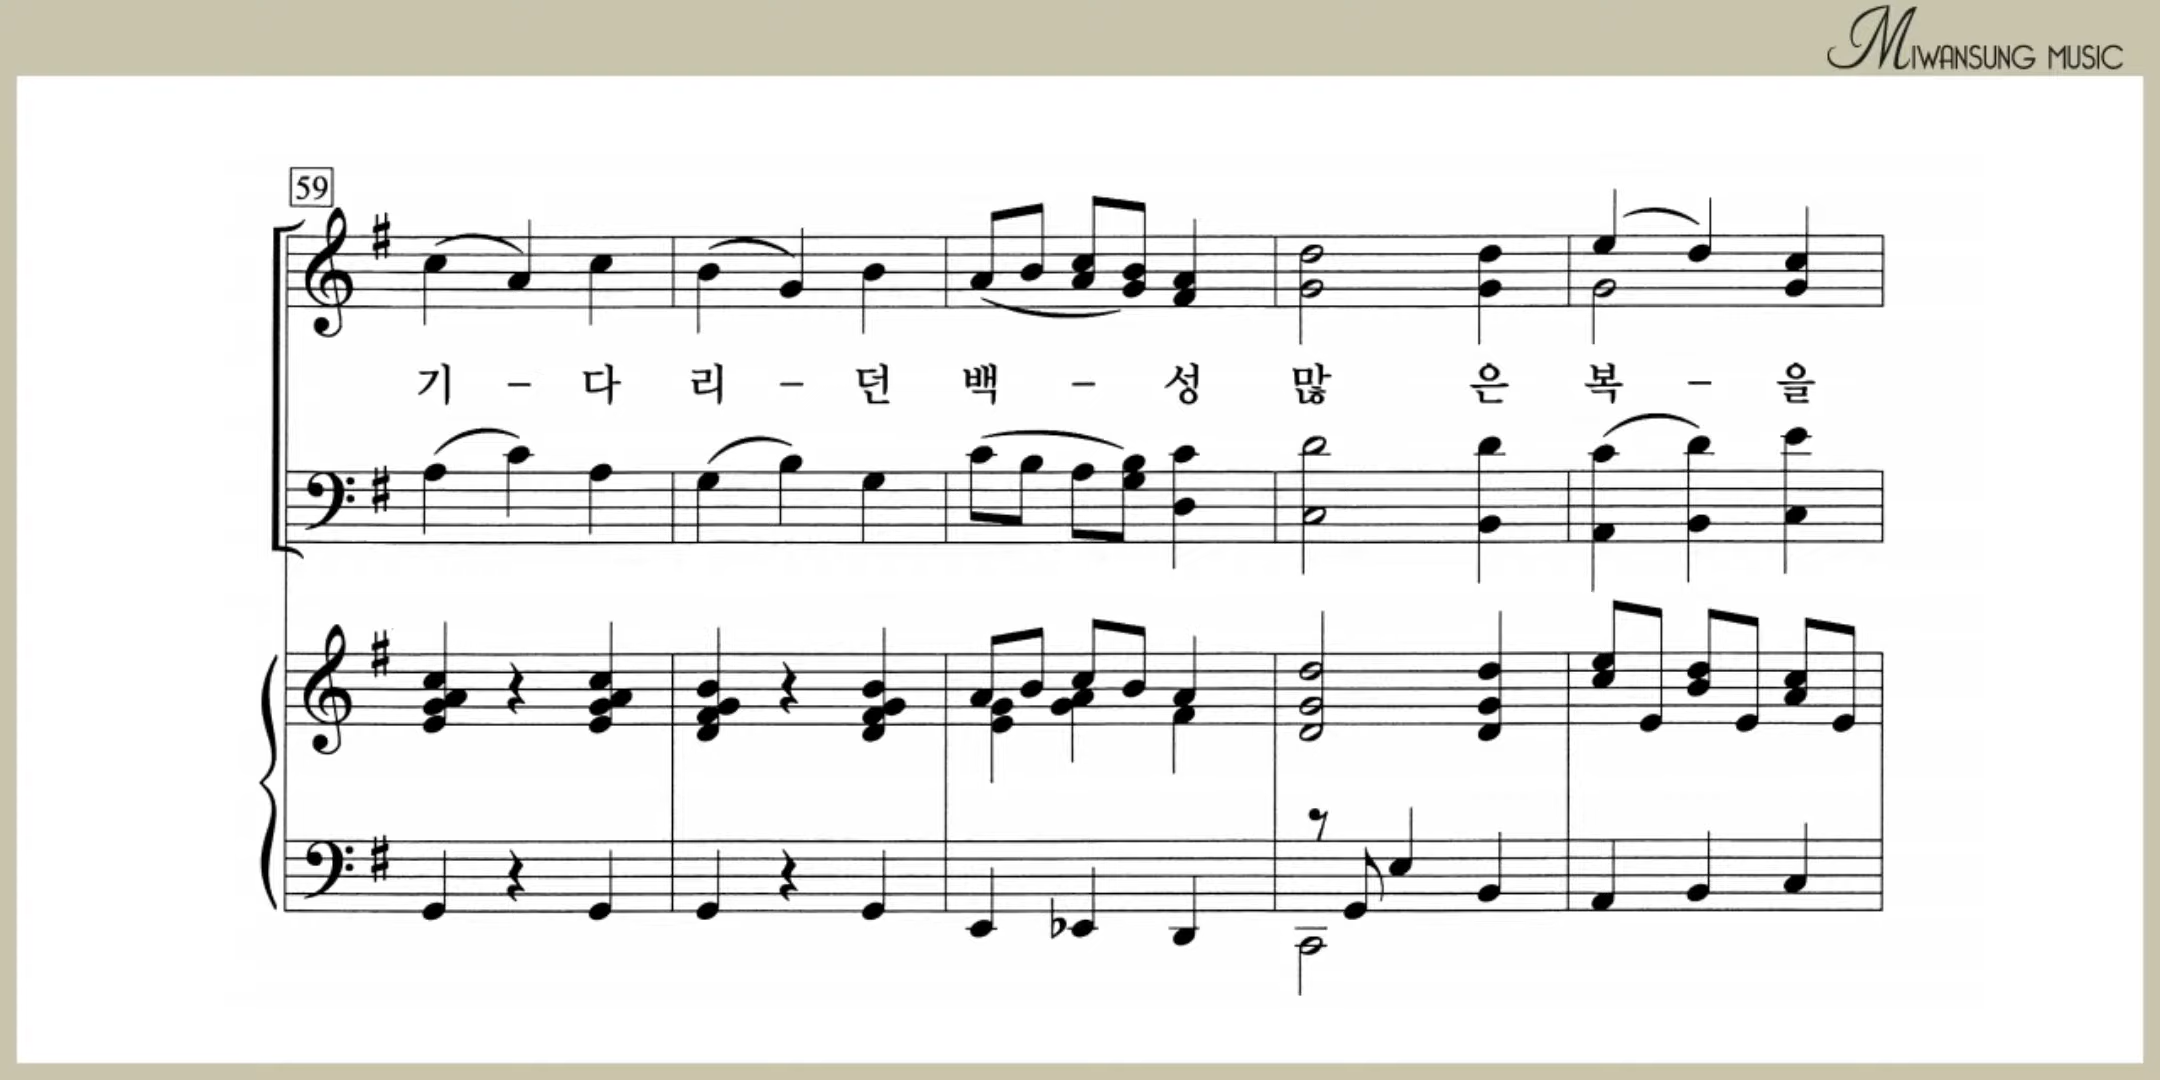 MIWANSUNG MUSIC
59
기 - 다 리 - 던 백 - 성 많 은 복 - 을